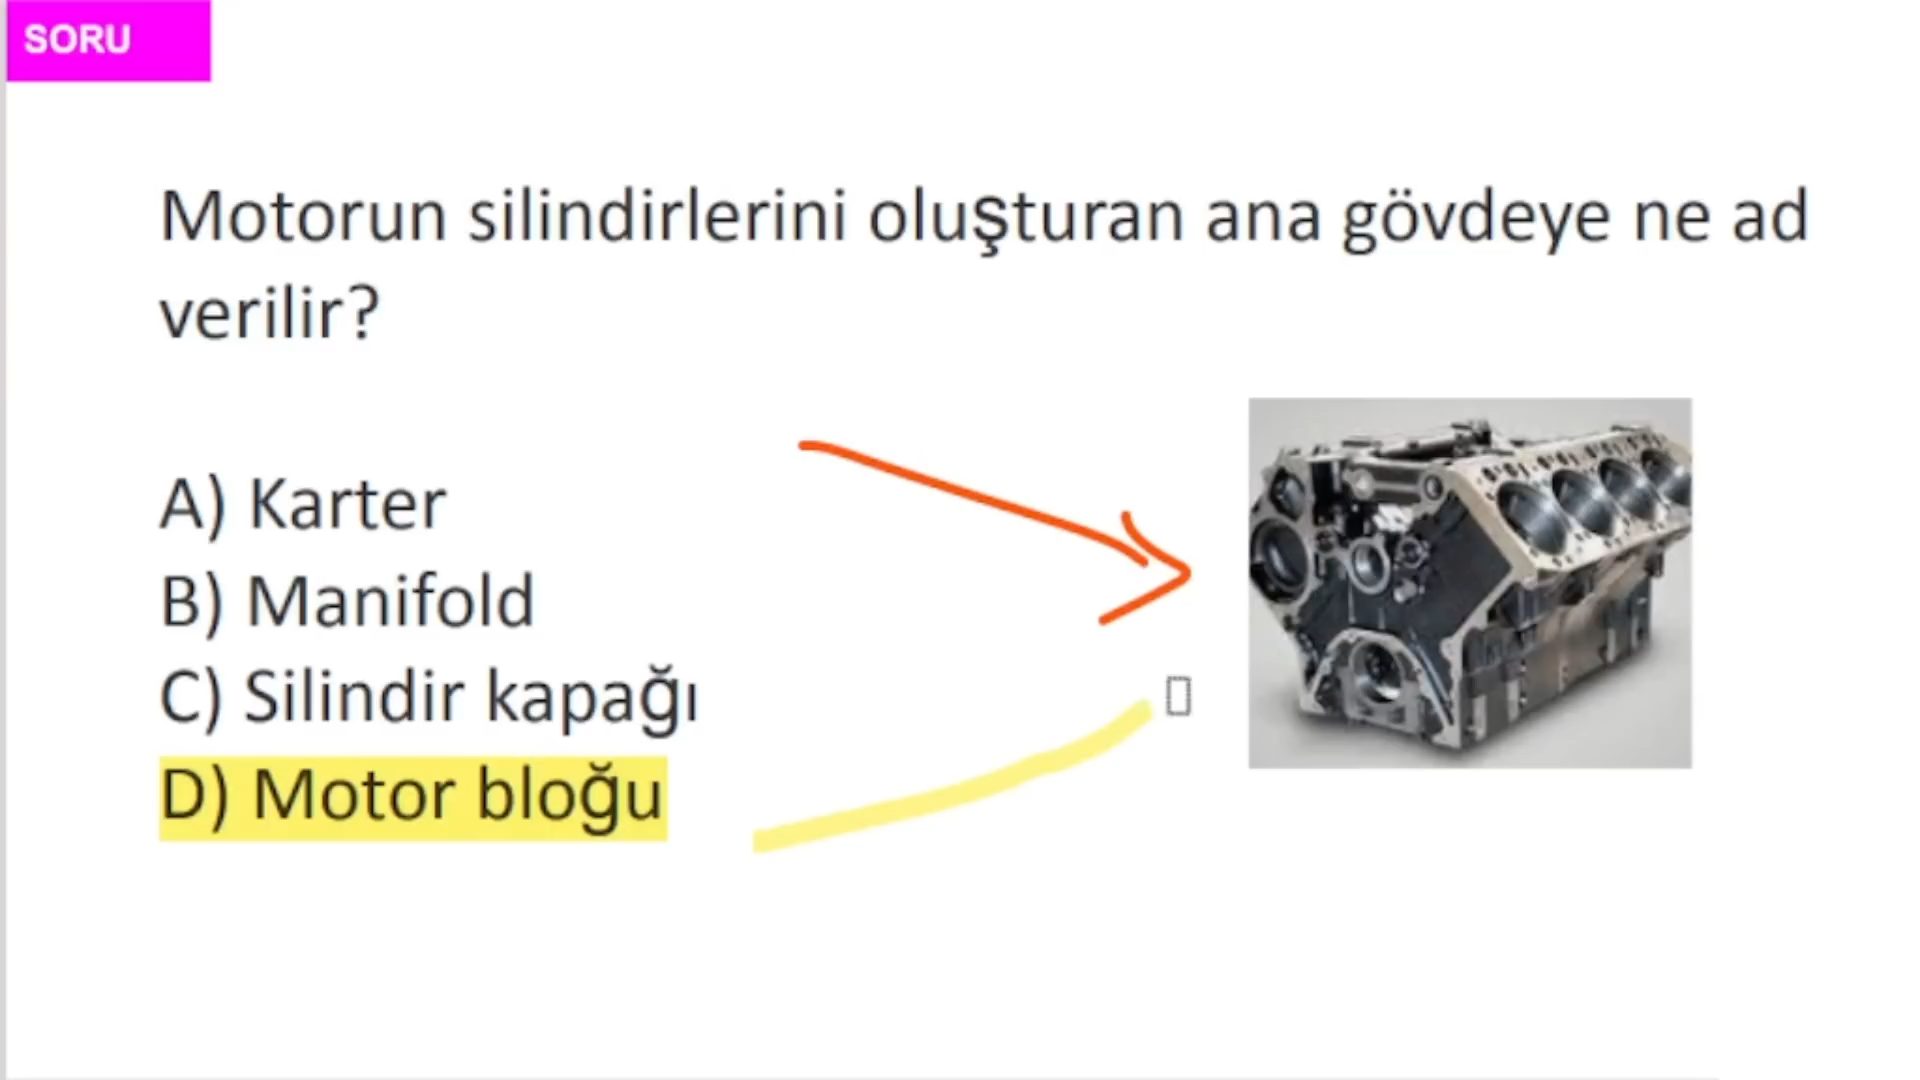 SORU
Motorun silindirlerini oluşturan ana gövdeye ne ad
verilir?
A) Karter
B) Manifold
C) Silindir kapağı
D) Motor bloğu